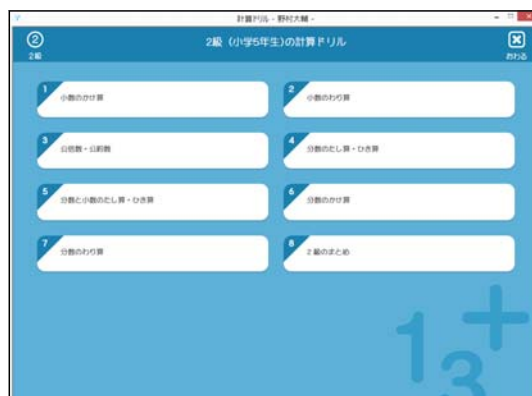 計算ドリル - 野村大輔 -
②
2級
2級（小学5年生）の計算ドリル
おわる
1
小数のかけ算
2
小数のわり算
3
公倍数・公約数
4
分数のたし算・ひき算
5
分数と小数のたし算・ひき算
6
分数のかけ算
7
分数のわり算
8
2級のまとめ
1
3
+